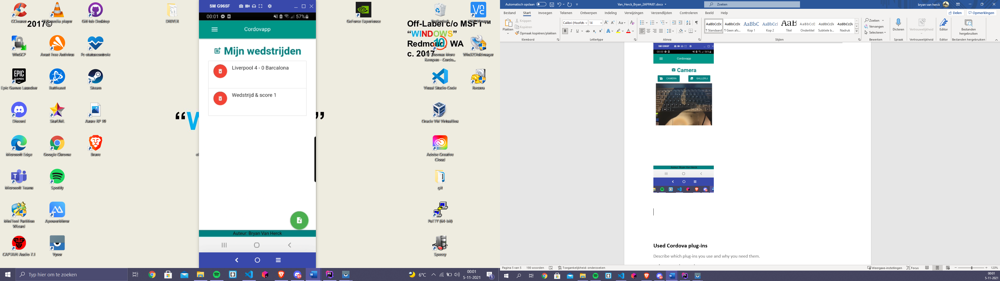 CCleaner
VLC media player
GitHub Desktop
DRIVER
GeForce Experience
Prullenbak
VNC Viewer
2017©
Off-Label c/o MSFT™
“WINDOWS”
Redmond, WA
c. 2017
10
WinSCP
Avast Free Antivirus
Pc-statuscontrole
TIF Thomas More
Kempen - Cordo...
Win32DiskImager
Epic Games Launcher
Battle.net
Steam
Visual Studio Code
Recuva
Discord
StarUML
Axure RP 10
Oracle VM VirtualBox
“W
”
Microsoft Edge
Google Chrome
Brave
Adobe Creative
Cloud
Microsoft Teams
Spotify
git
MiniTool Partition
Wizard
ApowerMirror
PuTTY (64-bit)
CAPTAIN Audio 7.1
Vysor
Speccy
SM G965F
00:01
57%
Cordovapp
Mijn wedstrijden
Liverpool 4 - 0 Barcalona
Wedstrijd & score 1
Auteur: Bryan Van Herck
Typ hier om te zoeken
6°C
00:01
5-11-2021
1
Automatisch opslaan
Van_Herck_Bryan_2APPAI01.docx
Zoeken
bryan van herck
Bestand Start Invoegen Tekenen Ontwerpen Indeling Verwijzingen Verzendlijsten Controleren Beeld Help
Delen
Opmerkingen
Plakken
Knippen
Kopiëren
Opmaak kopiëren/plakken
Klembord
Calibri (Hoofdt
14
Lettertype
Alinea
AaBbCcDc AaBbCcDc AaBbC AaBbCcI AaB AaBbCcD AaBbCcDc AaBbCcDc
¶ Standaard ¶ Geen afs... Kop 1 Kop 2 Titel Ondertitel Subtiele b... Nadruk
Stijlen
Zoeken
Vervangen
Selecteren
Bewerken
Dicteren
Spraak
Vertrouwelijkheid
Vertrouwelijkheid
Editor
Editor
Bestanden
hergebruiken
Bestanden hergebruiken
SM G965F
00:00
56%
Cordovapp
Camera
CAMERA
GALLERIJ
Auteur: Bryan Van Herck
Used Cordova plug-ins
Describe which plug-ins you use and why you need them.
Pagina 5 van 5
198 woorden
Toegankelijkheid: onderzoeken
Weergave-instellingen
Focus
120%
00:01
5-11-2021